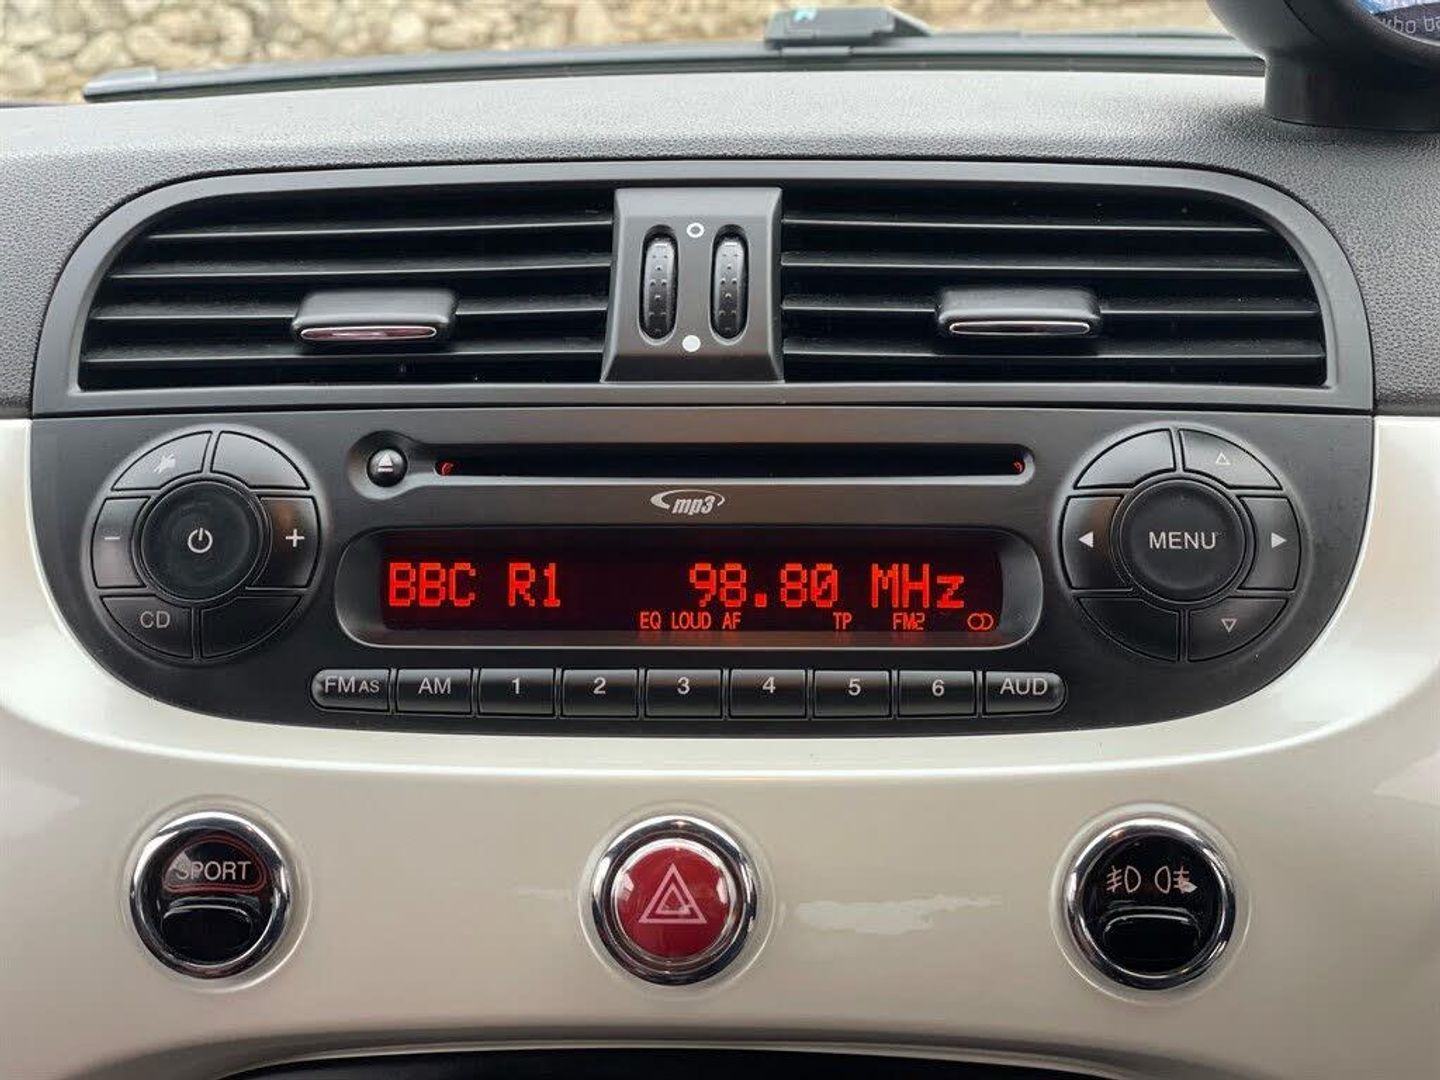 mp3
BBC R1 98.80 MHz
EQ LOUD AF TP FM2
MENU
CD
FM AS AM 1 2 3 4 5 6 AUD
SPORT